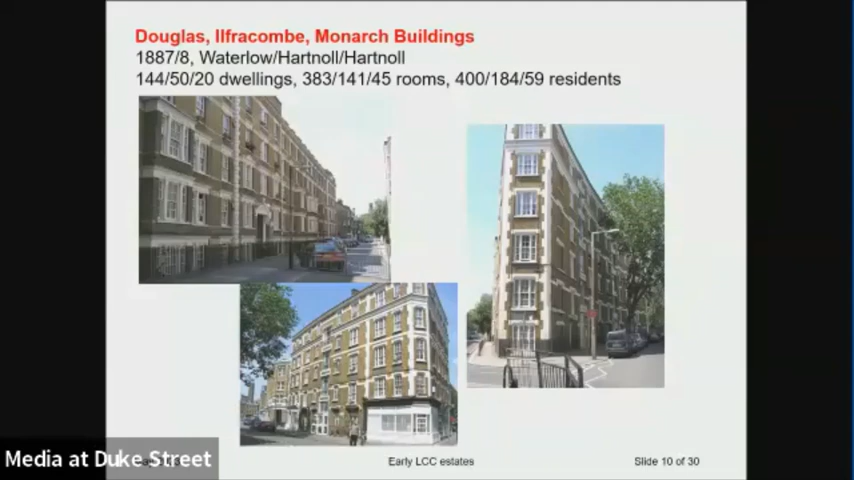 Douglas, Ilfracombe, Monarch Buildings
1887/8, Waterlow/Hartnoll/Hartnoll
144/50/20 dwellings, 383/141/45 rooms, 400/184/59 residents
Media at Duke Street
Early LCC estates
Slide 10 of 30